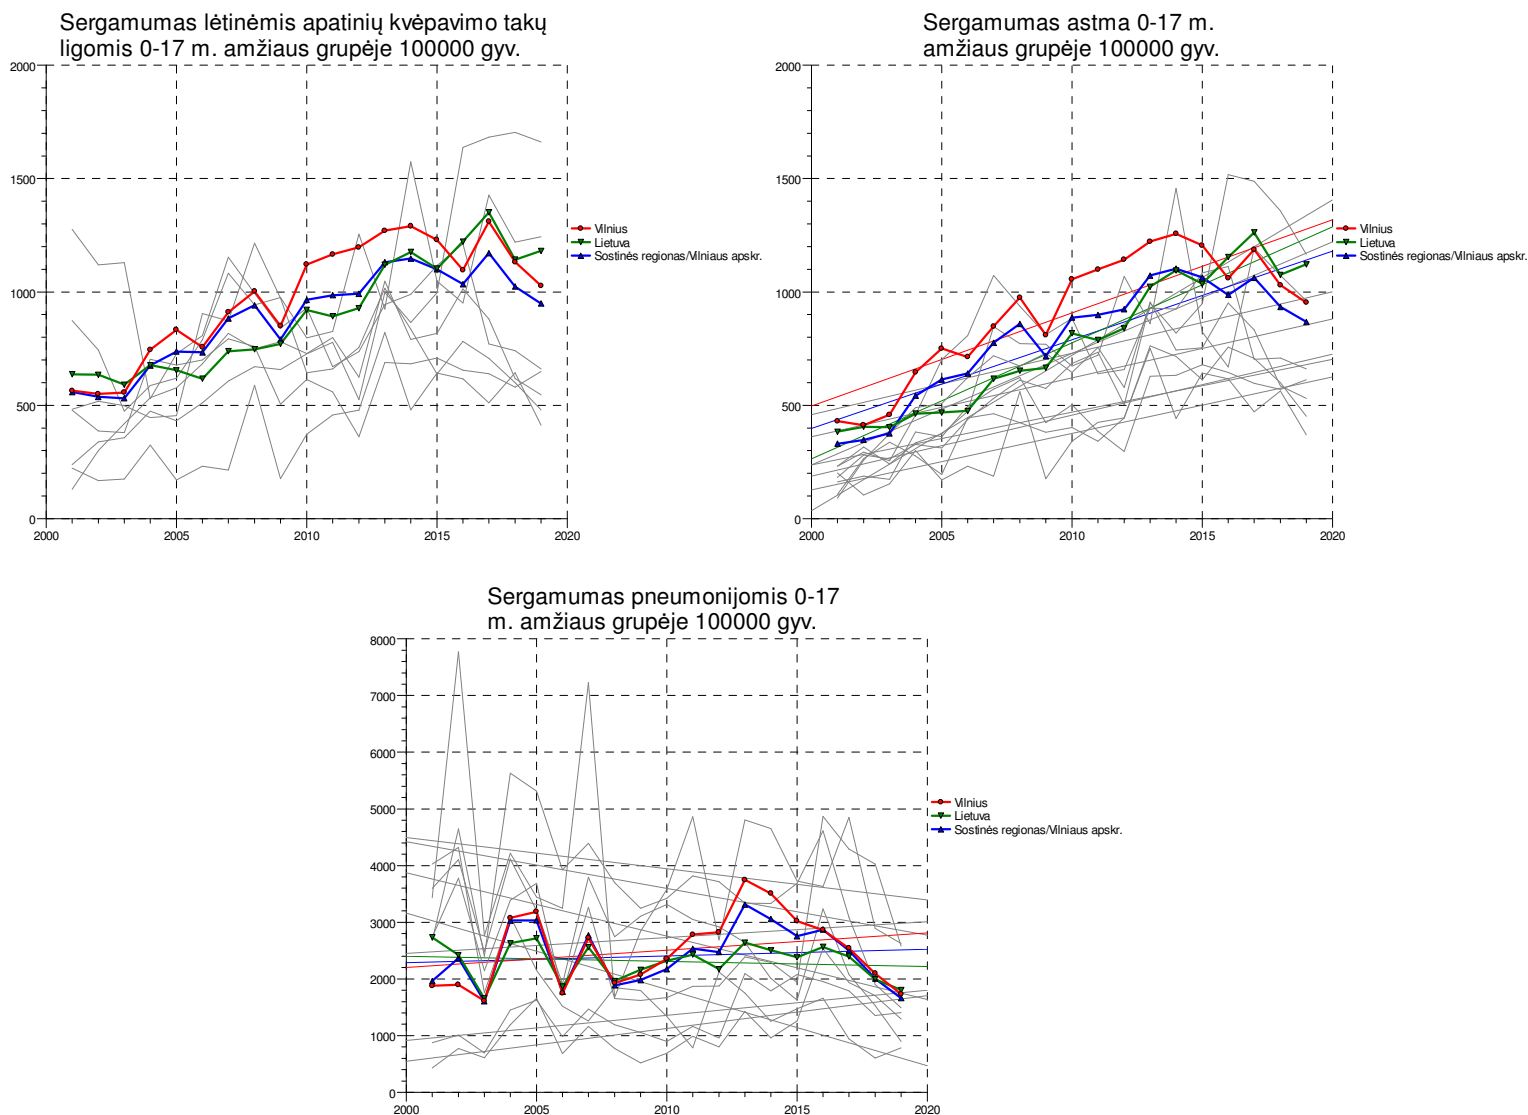 Sergamumas lėtinėmis apatinių kvėpavimo takų
ligomis 0-17 m. amžiaus grupėje 100000 gyv.
2000
1500
1000
500
0
2000
2005
2010
2015
2020
Vilnius
Lietuva
Sostinės regionas/Vilniaus apskr.
Sergamumas astma 0-17 m.
amžiaus grupėje 100000 gyv.
2000
1500
1000
500
0
2000
2005
2010
2015
2020
Vilnius
Lietuva
Sostinės regionas/Vilniaus apskr.
Sergamumas pneumonijomis 0-17
m. amžiaus grupėje 100000 gyv.
8000
7000
6000
5000
4000
3000
2000
1000
0
2000
2005
2010
2015
2020
Vilnius
Lietuva
Sostinės regionas/Vilniaus apskr.